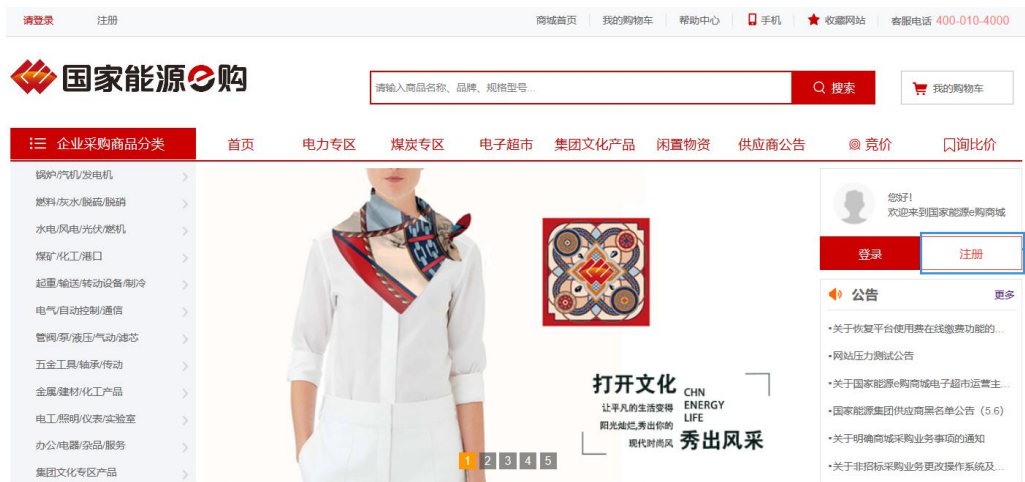 请登录 注册 商城首页 我的购物车 帮助中心 手机 收藏网站 客服电话 400-010-4000
国家能源e购
请输入商品名称、品牌、规格型号...
搜索
我的购物车
企业采购商品分类 首页 电力专区 煤炭专区 电子超市 集团文化产品 闲置物资 供应商公告 竞价 询比价
锅炉/汽机/发电机
燃料/灰水/脱硫/脱硝
水电/风电/光伏/燃机
煤矿/化工/港口
起重/输送/转动设备/制冷
电气/自动控制/通信
管阀/泵/液压/气动/滤芯
五金工具/轴承/传动
金属/建材/化工产品
电工/照明/仪表/实验室
办公/电器/杂品/服务
集团文化专区产品
打开文化
CHN
ENERGY
LIFE
让平凡的生活变得
阳光灿烂,秀出你的
现代时尚风
秀出风采
1 2 3 4 5
您好!
欢迎来到国家能源e购商城
登录 注册
公告 更多
•关于恢复平台使用费在线缴费功能的...
•网站压力测试公告
•关于国家能源e购商城电子超市运营主...
•国家能源集团供应商黑名单公告（5.6）
•关于明确商城采购业务事项的通知
•关于非招标采购业务更改操作系统及...